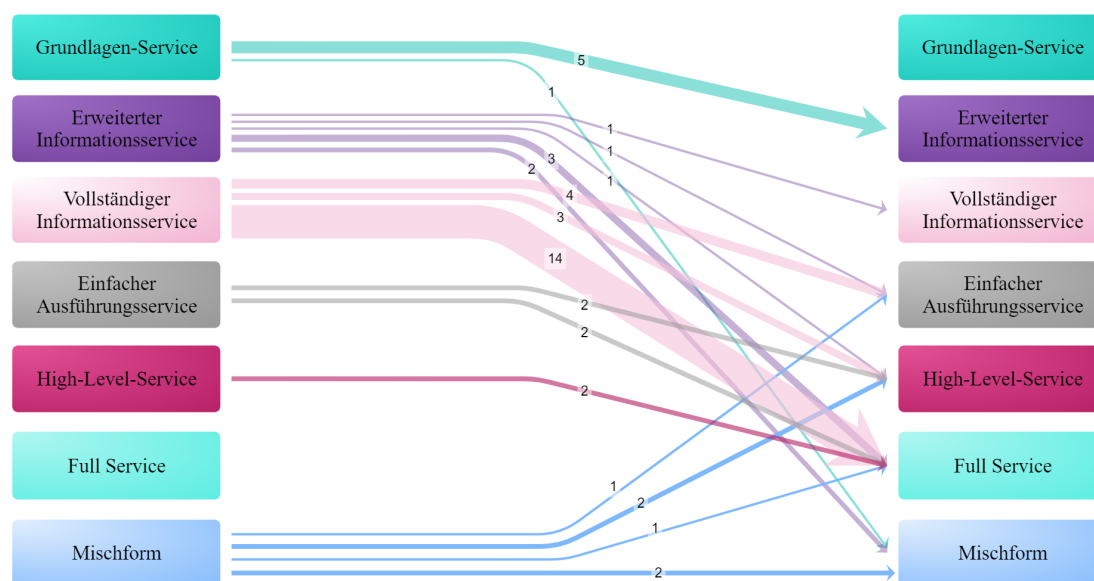 Grundlagen-Service
Grundlagen-Service
5
1
Erweiterter
Informationsservice
Erweiterter
Informationsservice
1
1
1
3
2
Vollständiger
Informationsservice
Vollständiger
Informationsservice
4
3
14
Einfacher
Ausführungsservice
Einfacher
Ausführungsservice
2
2
High-Level-Service
High-Level-Service
2
Full Service
Full Service
1
2
1
Mischform
Mischform
2